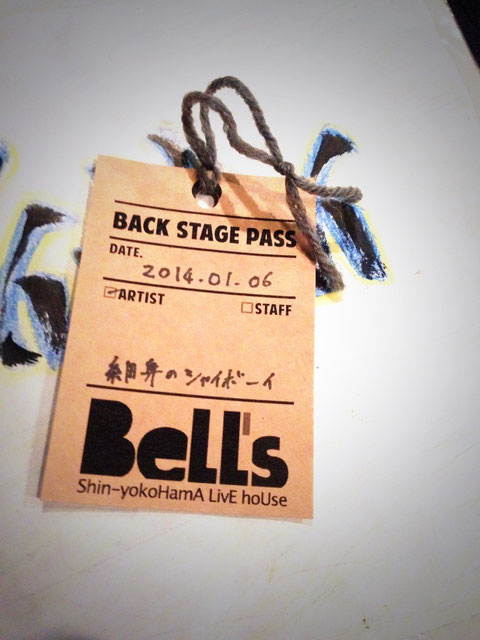 BACK STAGE PASS
DATE.
2014.01.06
☑ARTIST
☐STAFF
細身のシャイボーイ
BeLL's
Shin-yokoHamA LivE hoUse